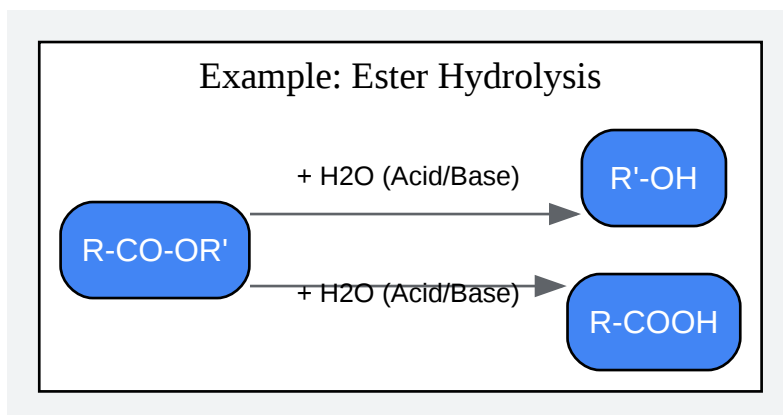 Example: Ester Hydrolysis
+ H2O (Acid/Base)
R'-OH
R-CO-OR'
+ H2O (Acid/Base)
R-COOH